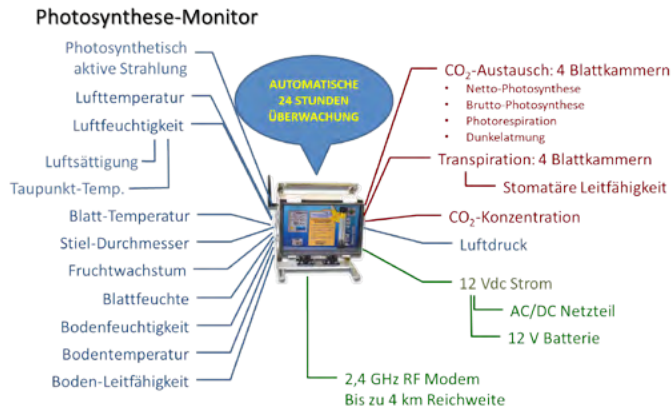 Photosynthese-Monitor
Photosynthetisch
aktive Strahlung
Lufttemperatur
Luftfeuchtigkeit
Luftsättigung
Taupunkt-Temp.
Blatt-Temperatur
Stiel-Durchmesser
Fruchtwachstum
Blattfeuchte
Bodenfeuchtigkeit
Bodentemperatur
Boden-Leitfähigkeit
AUTOMATISCHE
24 STUNDEN
ÜBERWACHUNG
CO₂-Austausch: 4 Blattkammern
• Netto-Photosynthese
• Brutto-Photosynthese
• Photorespiration
• Dunkelatmung
Transpiration: 4 Blattkammern
Stomatäre Leitfähigkeit
CO₂-Konzentration
Luftdruck
12 Vdc Strom
AC/DC Netzteil
12 V Batterie
2,4 GHz RF Modem
Bis zu 4 km Reichweite